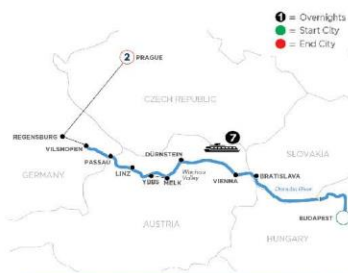 1 = Overnights
= Start City
= End City
2 PRAGUE
CZECH REPUBLIC
REGENSBURG
VILSHOFEN
7
DÜRNSTEIN
SLOVAKIA
PASSAU
GERMANY
LINZ
Wachau
Valley
YBBS
MELK
VIENNA
BRATISLAVA
Danube River
BUDAPEST
AUSTRIA
HUNGARY